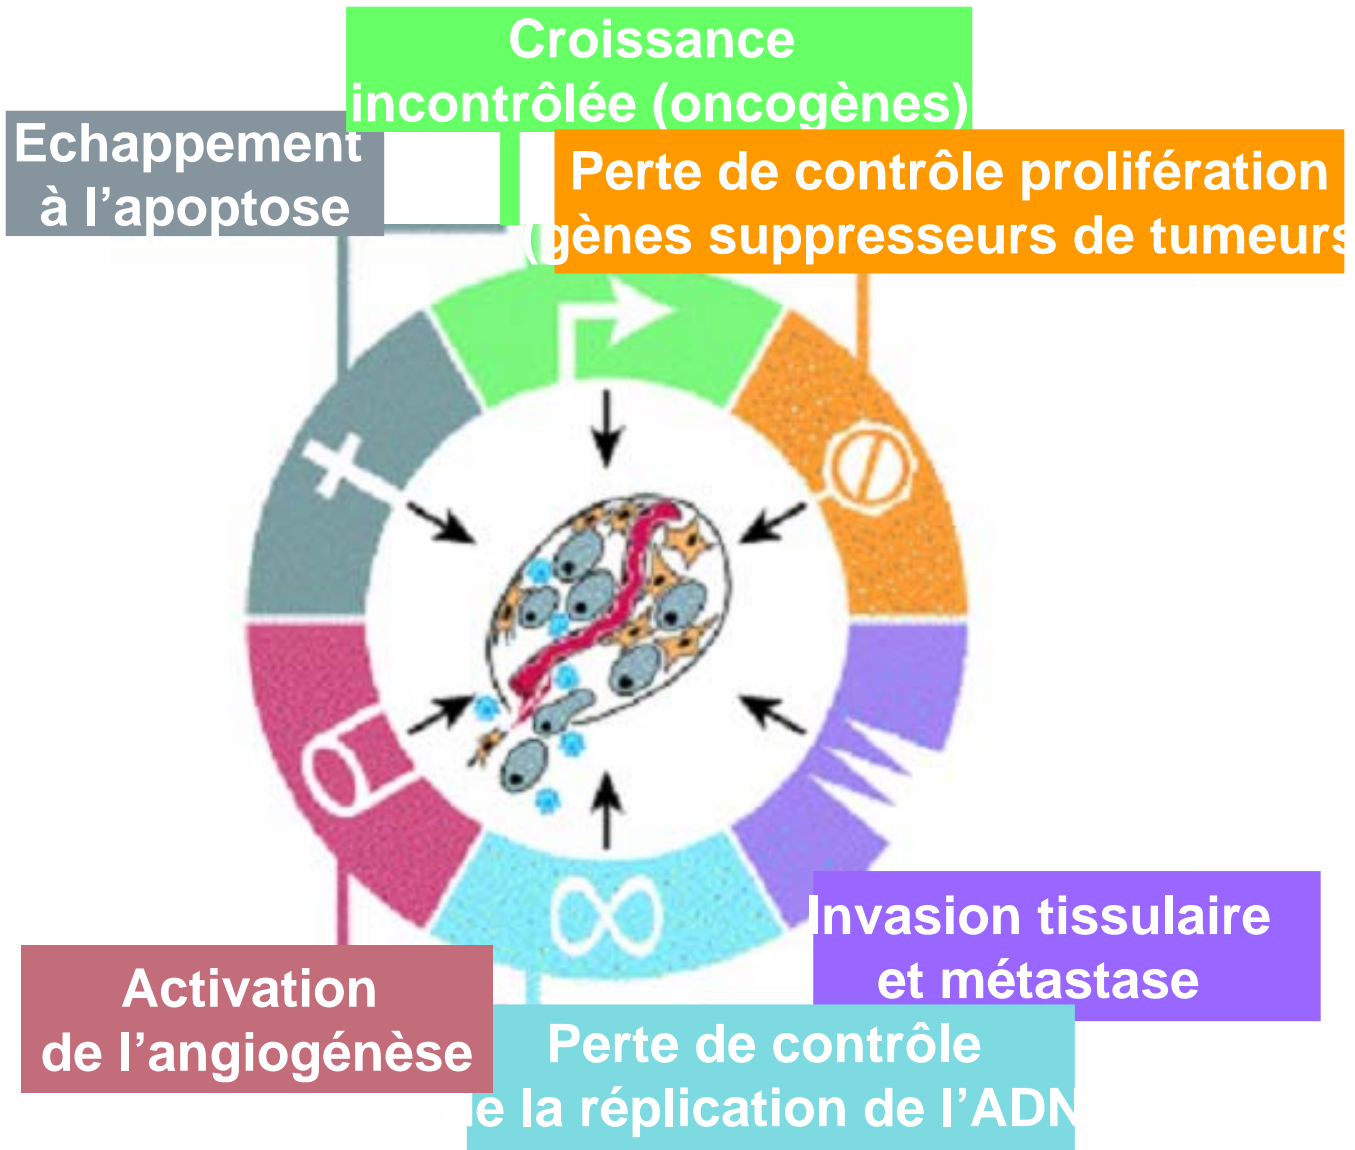 Croissance
incontrôlée (oncogènes)
Echappement
à l’apoptose
Perte de contrôle prolifération
(gènes suppresseurs de tumeurs
Invasion tissulaire
et métastase
Activation
de l’angiogénèse
Perte de contrôle
e la réplication de l’ADN